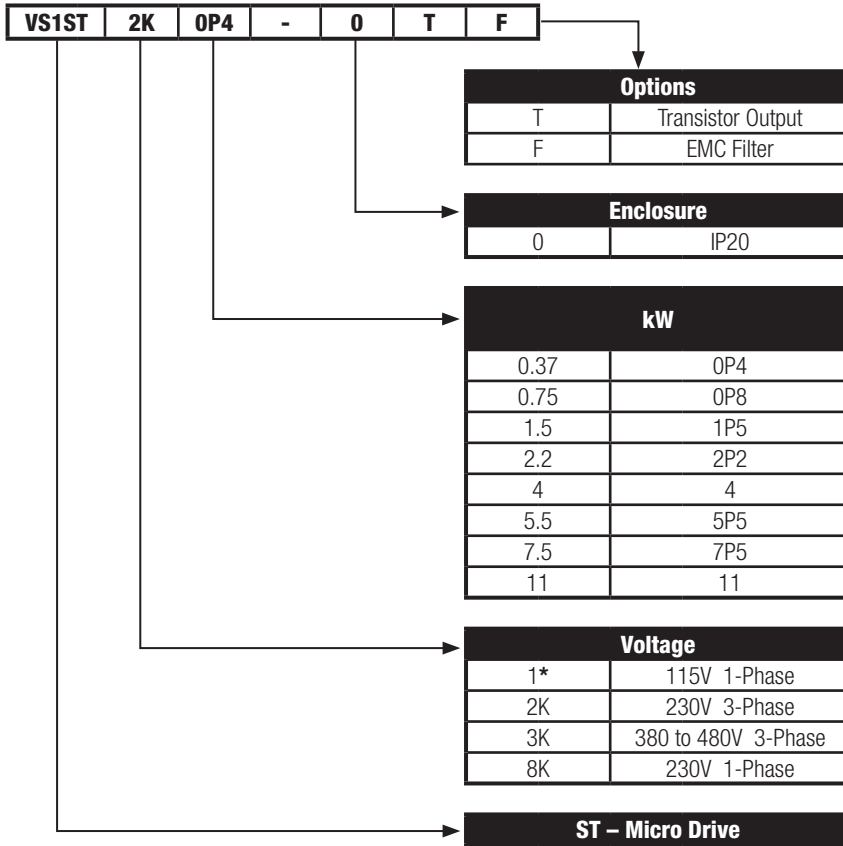 VS1ST 2K 0P4 - 0 T F
Options
T Transistor Output
F EMC Filter
Enclosure
0 IP20
kW
0.37 0P4
0.75 0P8
1.5 1P5
2.2 2P2
4 4
5.5 5P5
7.5 7P5
11 11
Voltage
1* 115V 1-Phase
2K 230V 3-Phase
3K 380 to 480V 3-Phase
8K 230V 1-Phase
ST – Micro Drive